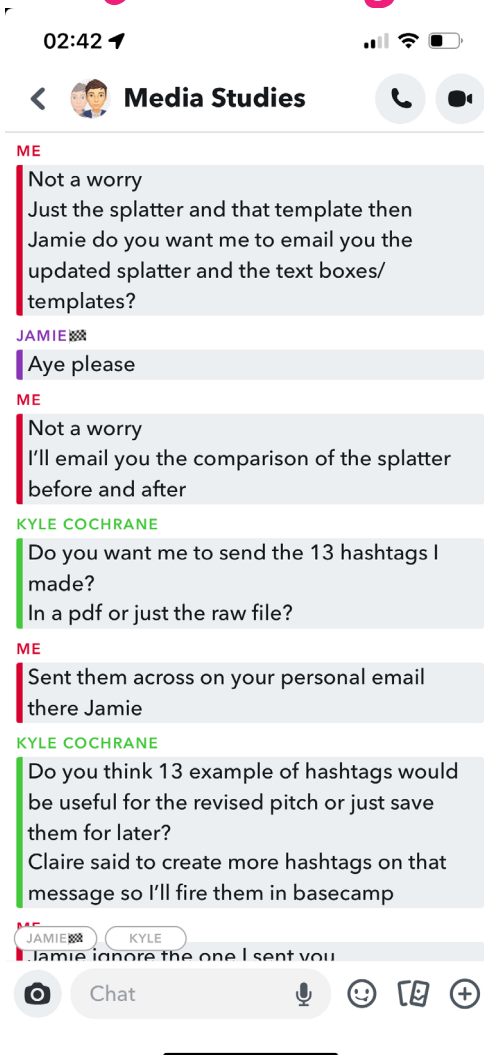 02:42
Media Studies
ME
Not a worry
Just the splatter and that template then
Jamie do you want me to email you the
updated splatter and the text boxes/
templates?
JAMIE🏁
Aye please
ME
Not a worry
I'll email you the comparison of the splatter
before and after
KYLE COCHRANE
Do you want me to send the 13 hashtags I
made?
In a pdf or just the raw file?
ME
Sent them across on your personal email
there Jamie
KYLE COCHRANE
Do you think 13 example of hashtags would
be useful for the revised pitch or just save
them for later?
Claire said to create more hashtags on that
message so I'll fire them in basecamp
ME
JAMIE🏁 KYLE
Jamie ignore the one I sent you
Chat